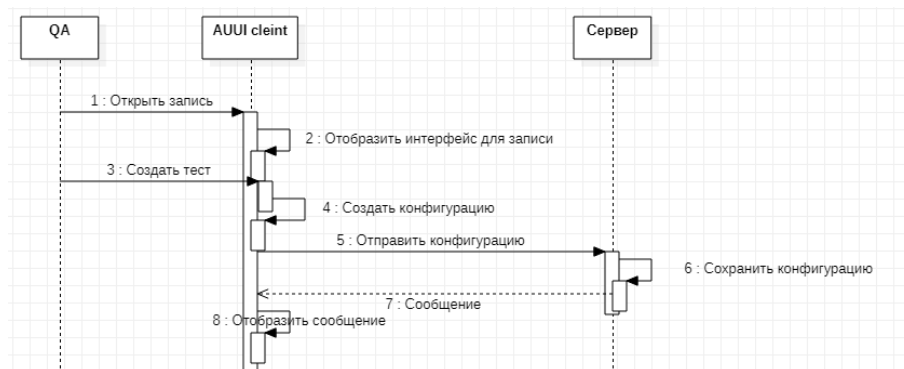 QA
AUUI cleint
Сервер
1 : Открыть запись
2 : Отобразить интерфейс для записи
3 : Создать тест
4 : Создать конфигурацию
5 : Отправить конфигурацию
6 : Сохранить конфигурацию
7 : Сообщение
8 : Отобразить сообщение